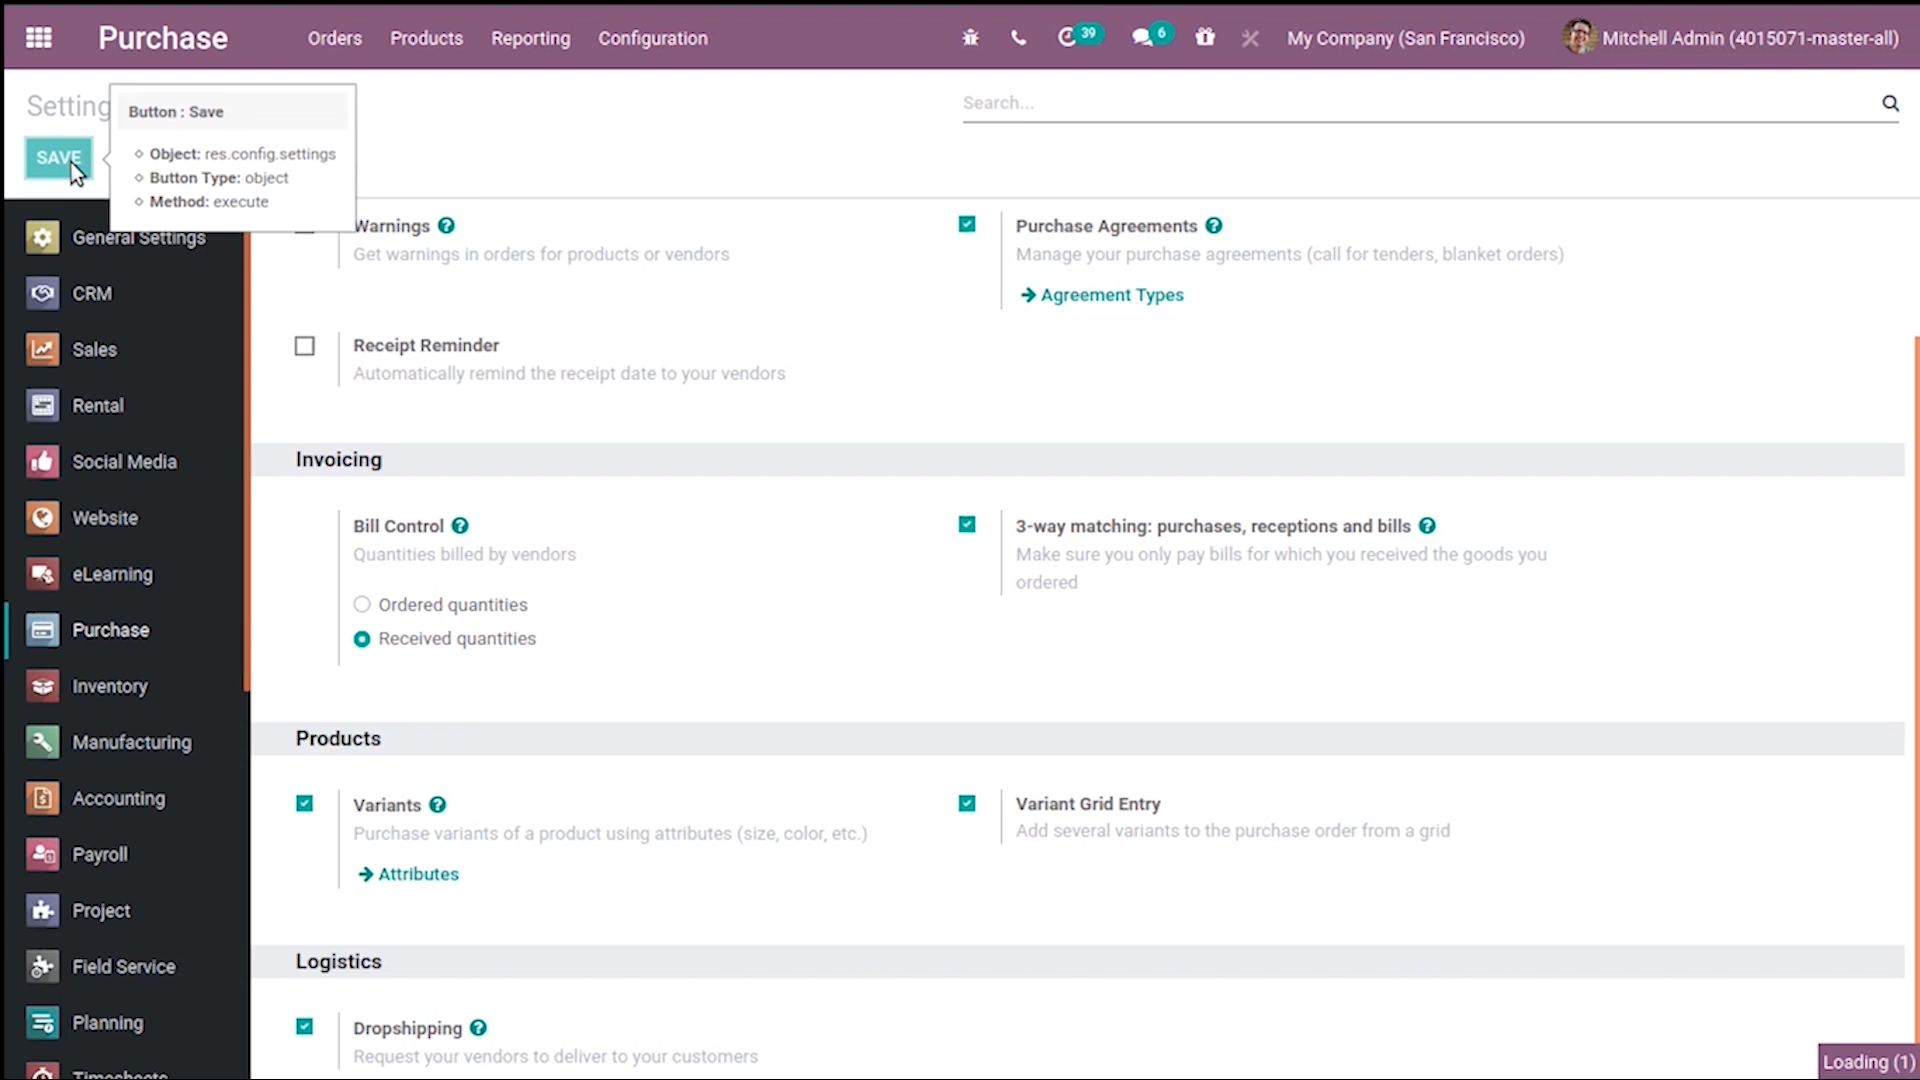 Purchase
Orders
Products
Reporting
Configuration
39
6
My Company (San Francisco)
Mitchell Admin (4015071-master-all)
Setting
Search...
SAVE
Button : Save
Object: res.config.settings
Button Type: object
Method: execute
General Settings
CRM
Sales
Rental
Social Media
Website
eLearning
Purchase
Inventory
Manufacturing
Accounting
Payroll
Project
Field Service
Planning
Timesheets
Warnings
Get warnings in orders for products or vendors
Purchase Agreements
Manage your purchase agreements (call for tenders, blanket orders)
Agreement Types
Receipt Reminder
Automatically remind the receipt date to your vendors
Invoicing
Bill Control
Quantities billed by vendors
Ordered quantities
Received quantities
3-way matching: purchases, receptions and bills
Make sure you only pay bills for which you received the goods you
ordered
Products
Variants
Purchase variants of a product using attributes (size, color, etc.)
Attributes
Variant Grid Entry
Add several variants to the purchase order from a grid
Logistics
Dropshipping
Request your vendors to deliver to your customers
Loading (1)